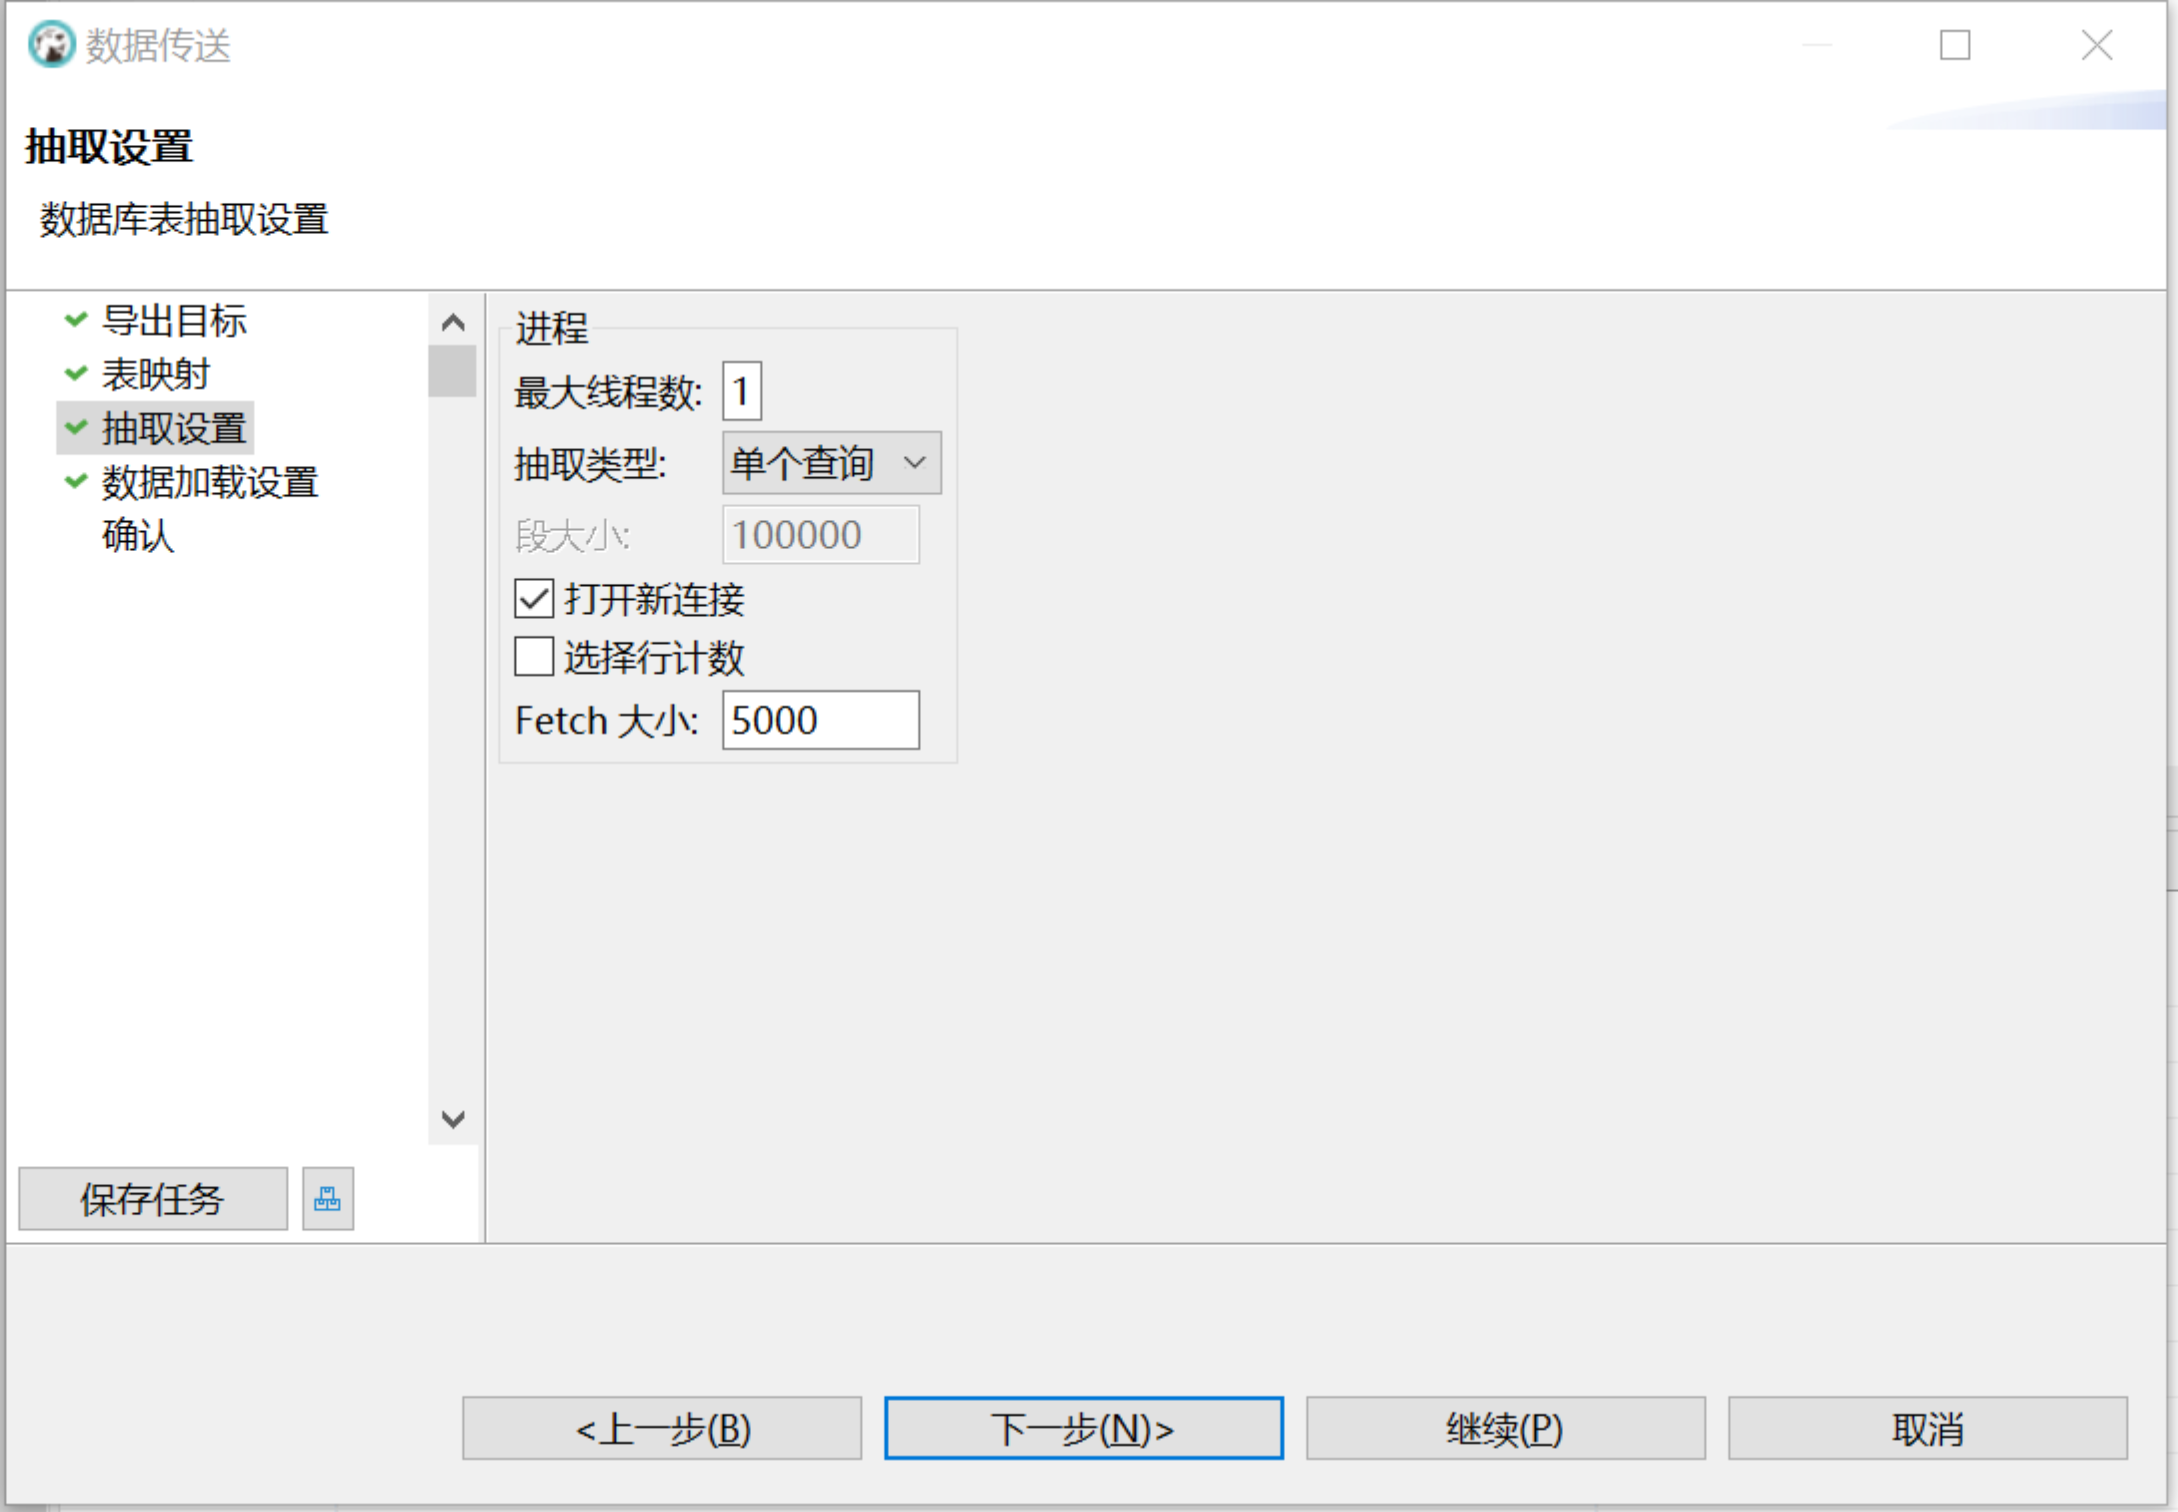 数据传送
抽取设置
数据库表抽取设置
导出目标
表映射
抽取设置
数据加载设置
确认
进程
最大线程数: 1
抽取类型: 单个查询
段大小: 100000
打开新连接
选择行计数
Fetch 大小: 5000
保存任务
<上一步(B) 下一步(N)> 继续(P) 取消